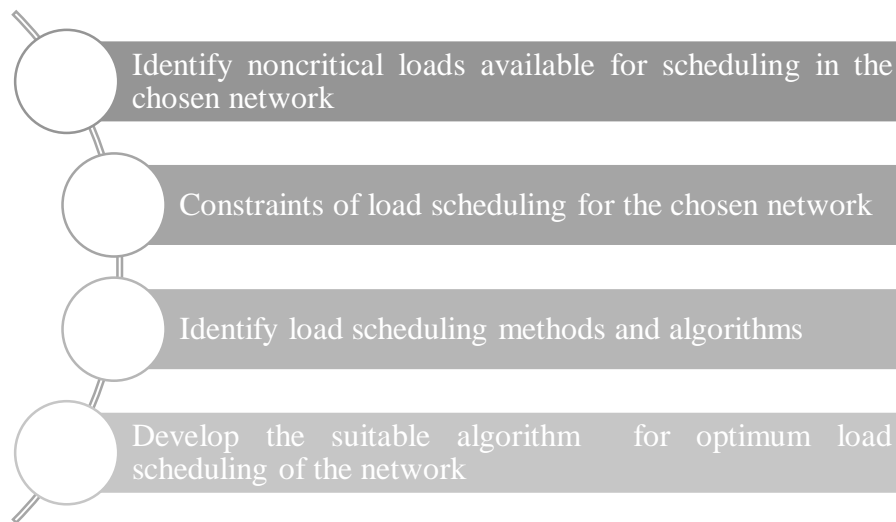 Identify noncritical loads available for scheduling in the
chosen network
Constraints of load scheduling for the chosen network
Identify load scheduling methods and algorithms
Develop the suitable algorithm for optimum load
scheduling of the network